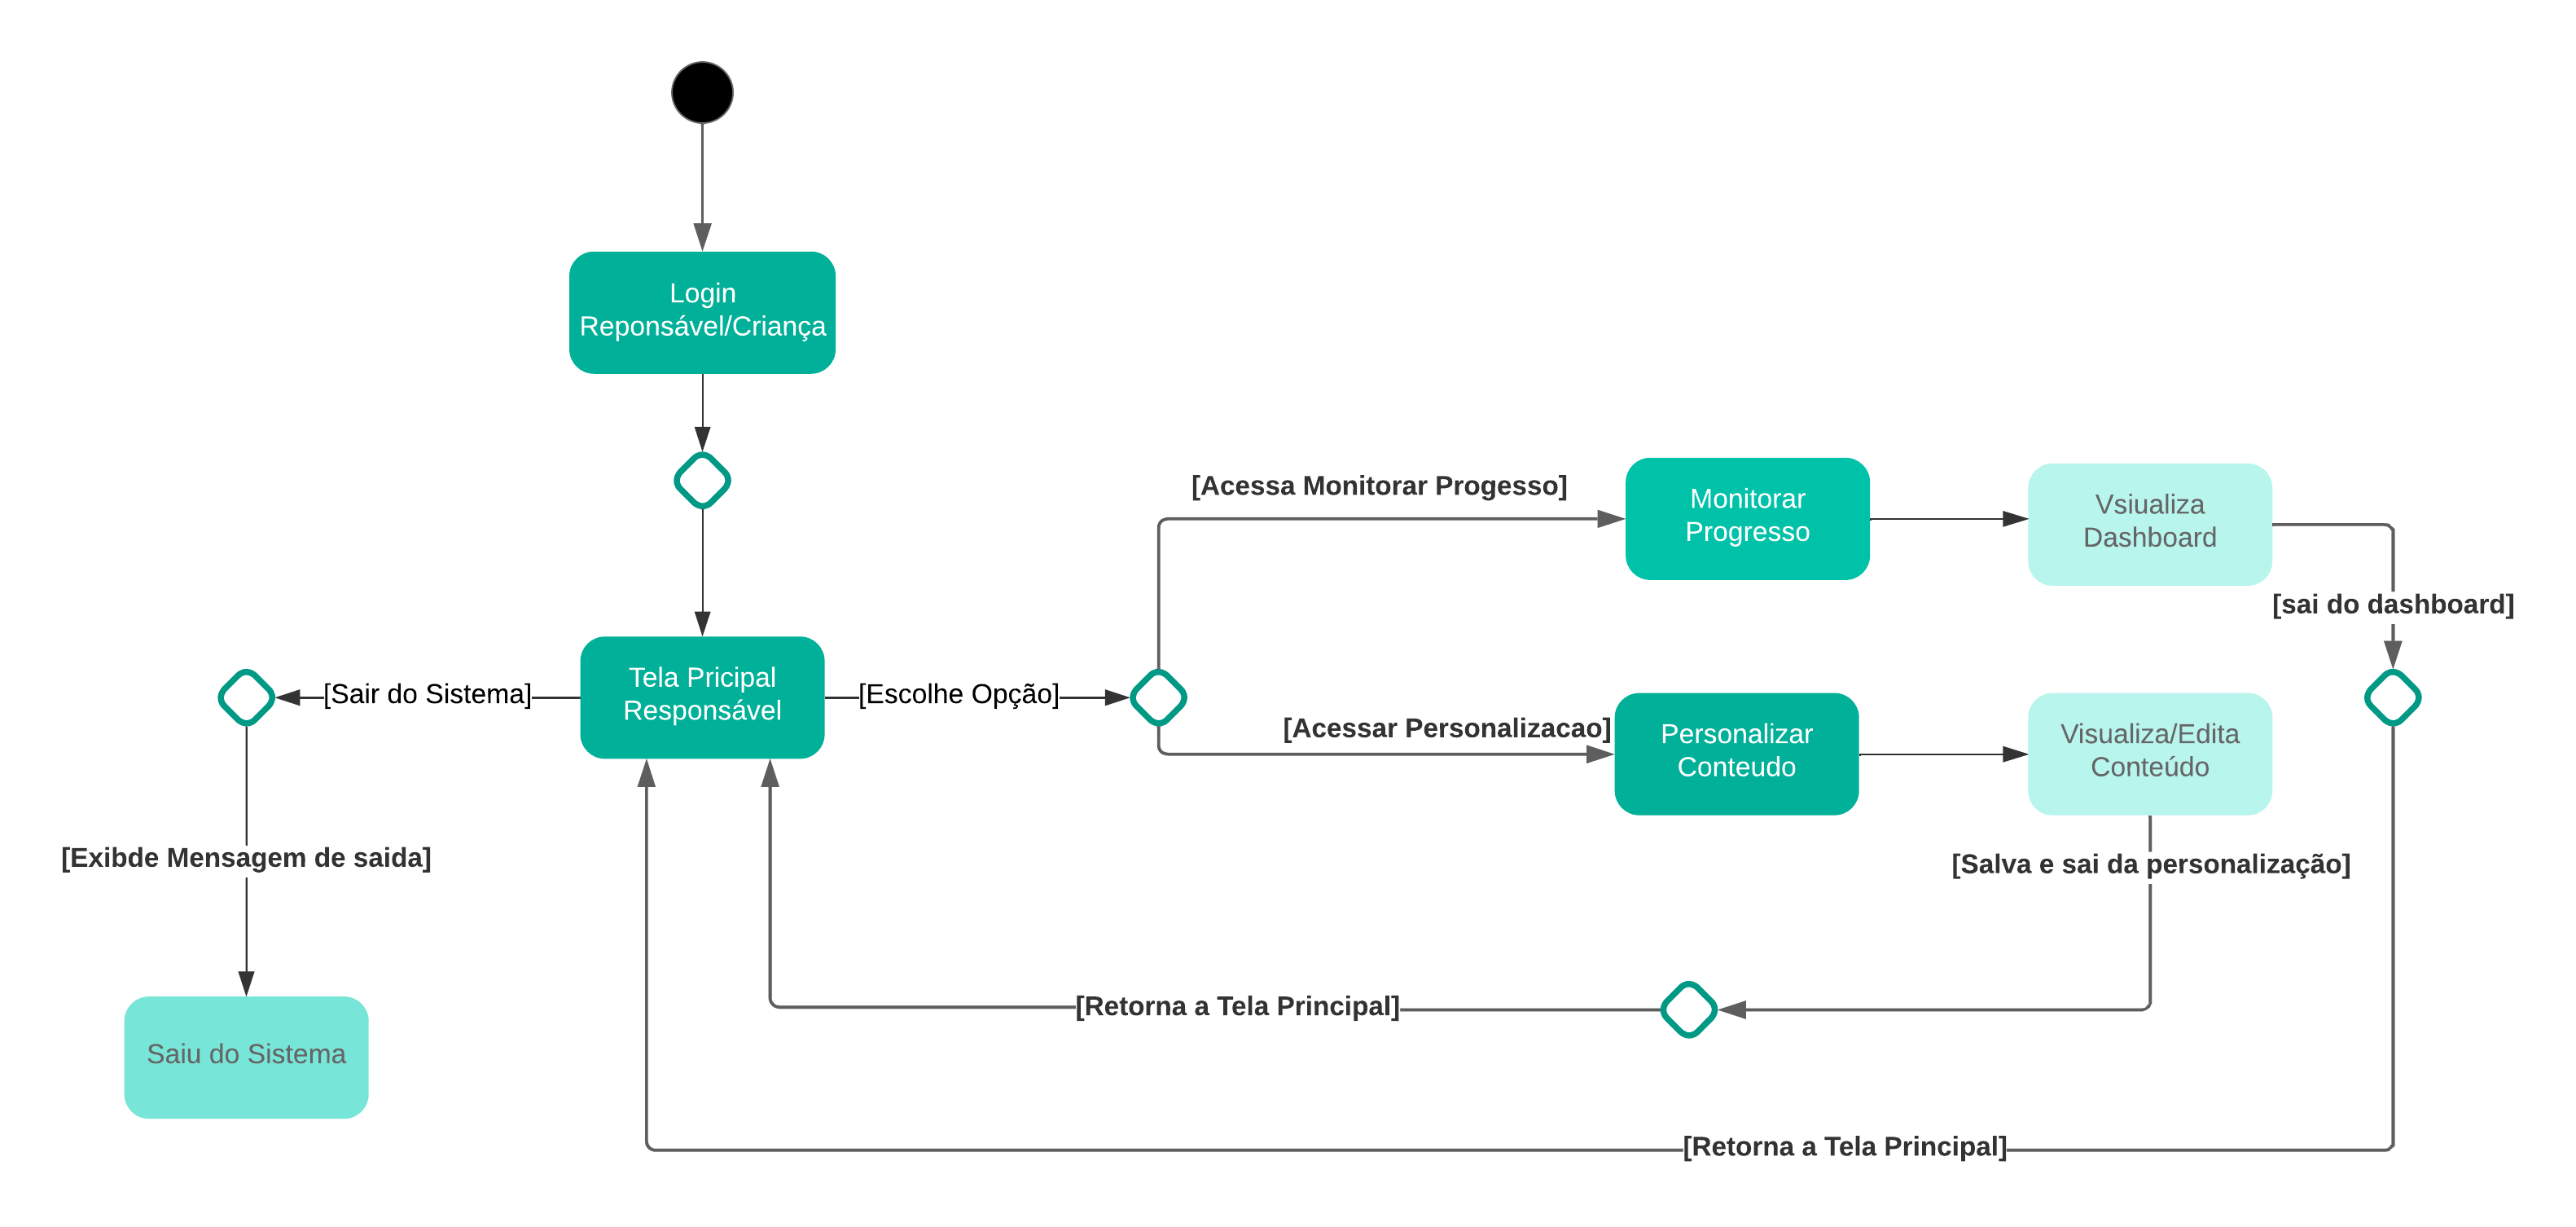 Login
Reponsável/Criança
[Acessa Monitorar Progesso]
Monitorar
Progresso
Vsiualiza
Dashboard
[sai do dashboard]
[Sair do Sistema]
Tela Pricipal
Responsável
[Escolhe Opção]
[Acessar Personalizacao]
Personalizar
Conteudo
Visualiza/Edita
Conteúdo
[Exibde Mensagem de saida]
[Salva e sai da personalização]
[Retorna a Tela Principal]
Saiu do Sistema
[Retorna a Tela Principal]